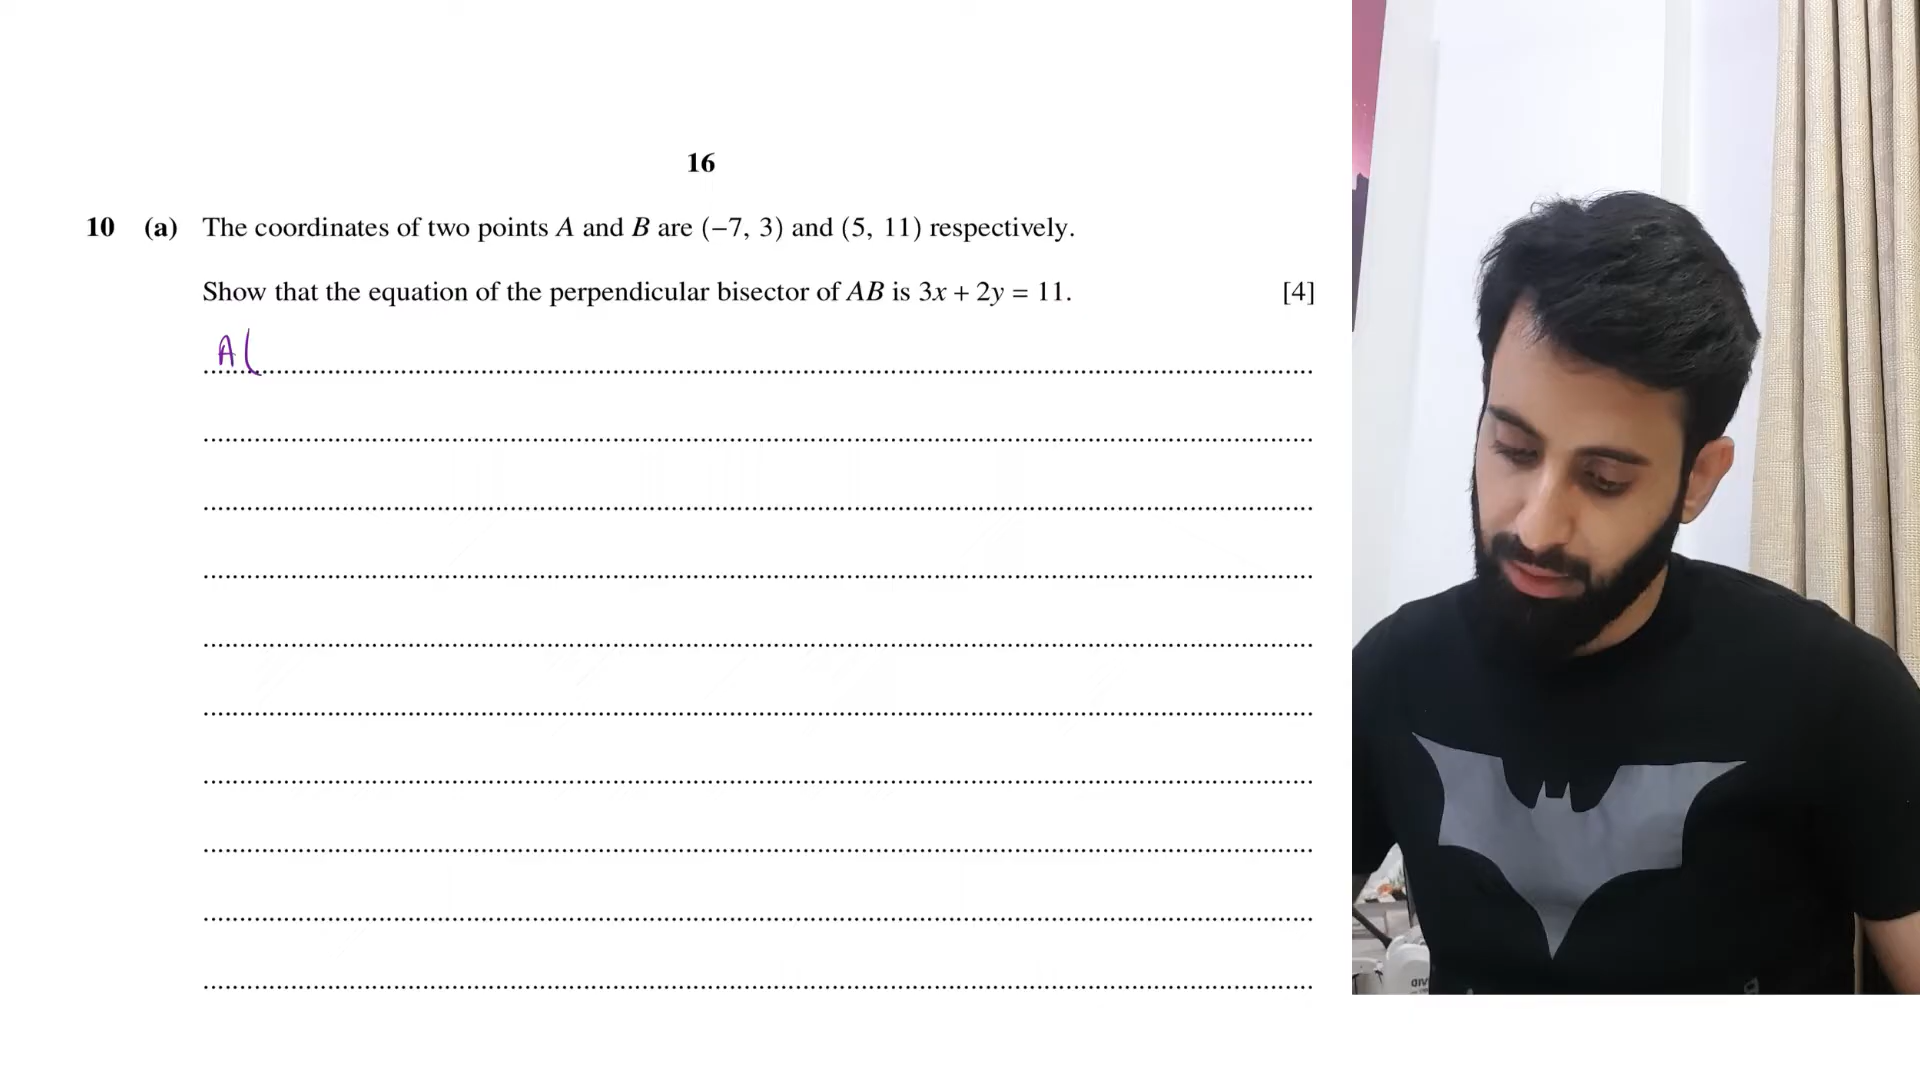 16
10 (a) The coordinates of two points A and B are (−7, 3) and (5, 11) respectively.
Show that the equation of the perpendicular bisector of AB is 3x + 2y = 11. [4]
A(